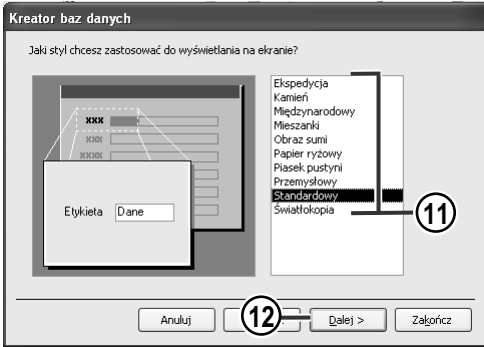 Kreator baz danych
Jaki styl chcesz zastosować do wyświetlania na ekranie?
xxx
xxx
xxxx
Etykieta Dane
Ekspedycja
Kamień
Międzynarodowy
Mieszanki
Obraz sumi
Papier ryżowy
Piasek pustyni
Przemysłowy
Standardowy
Światłokopia
11
12
Anuluj Dalej > Zakończ